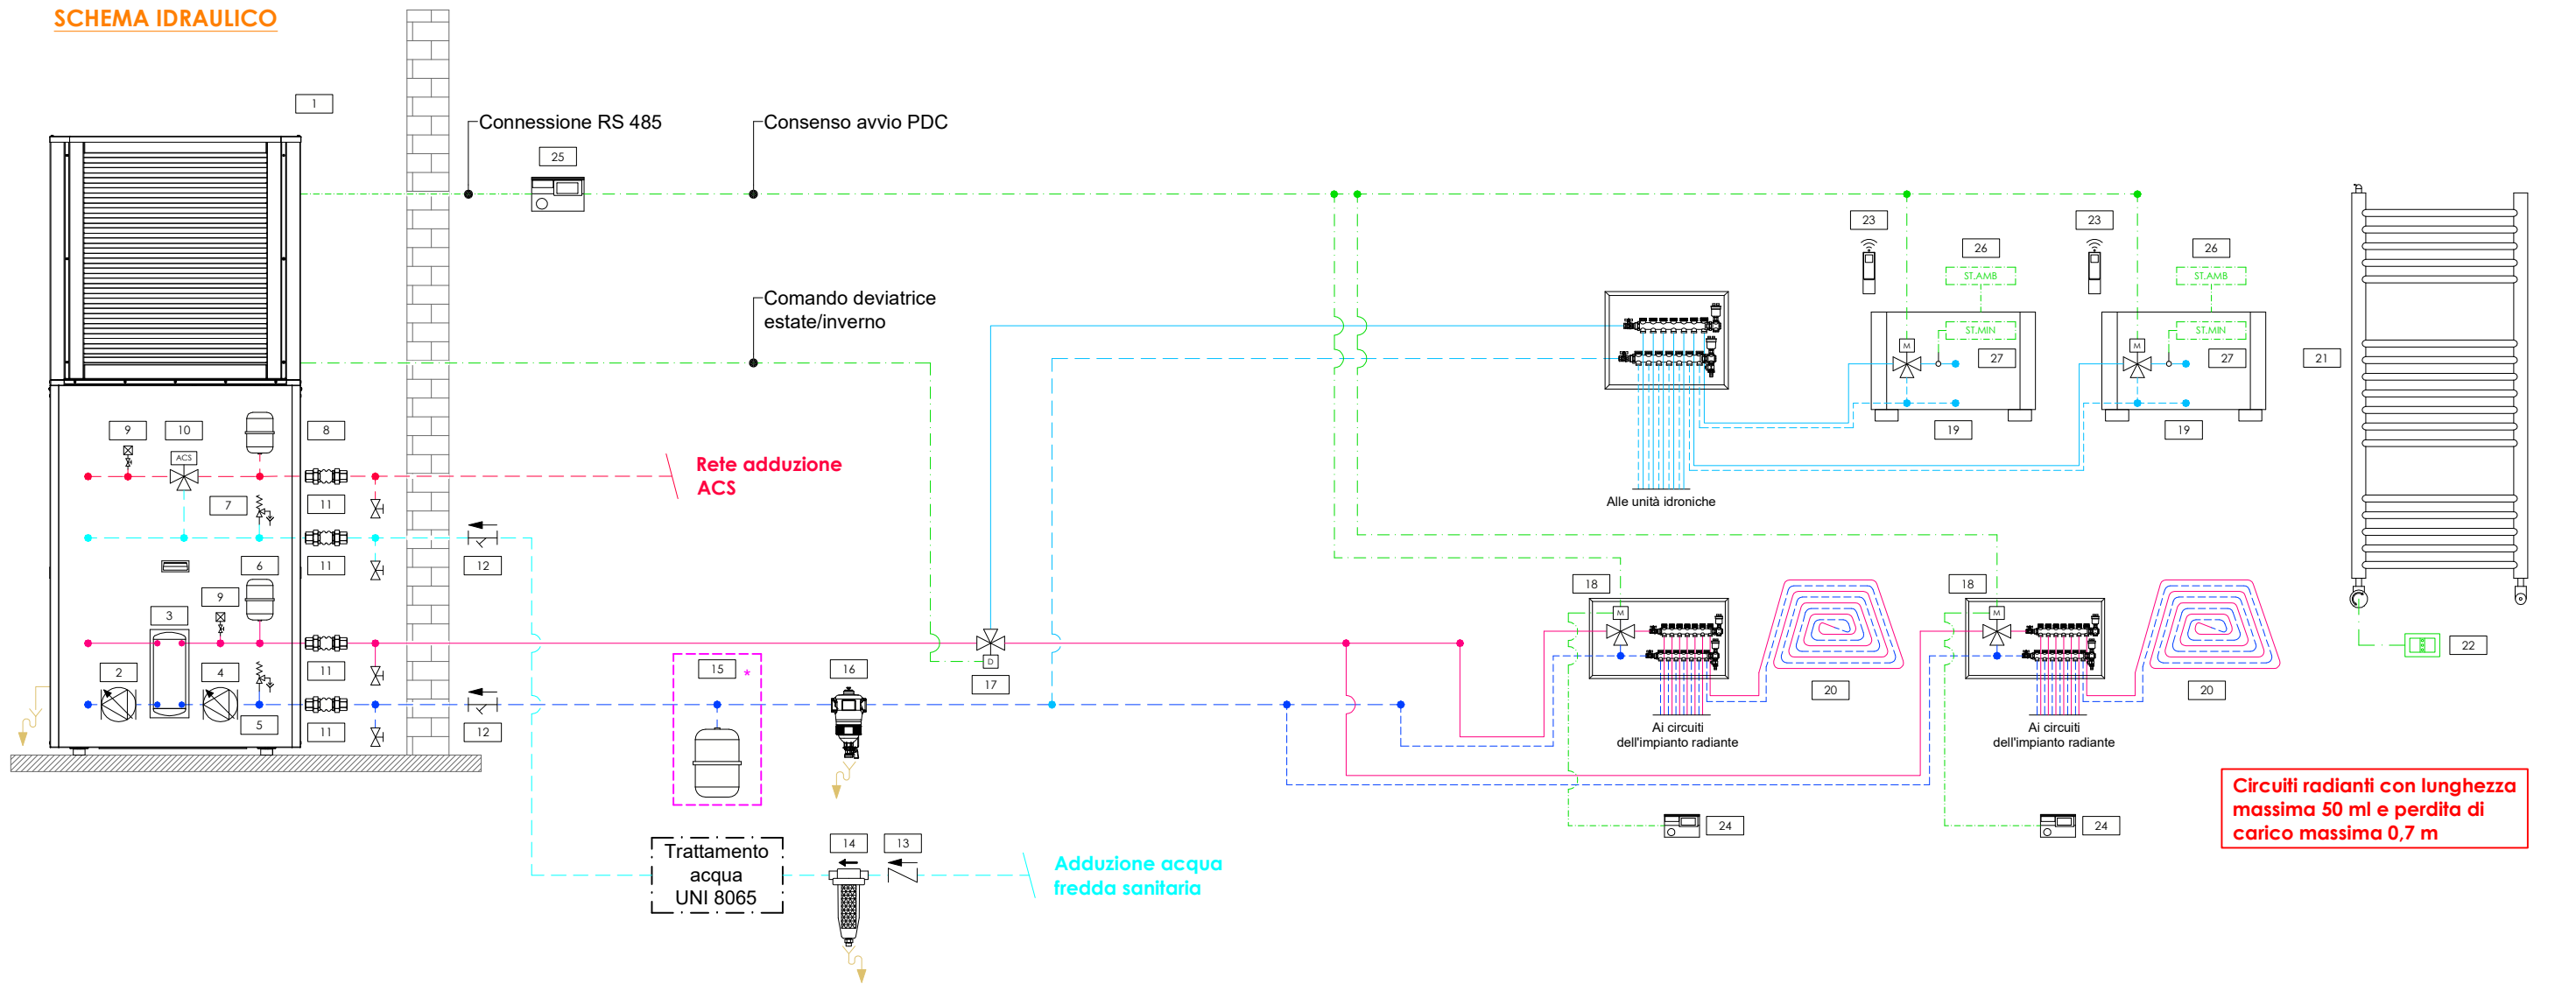 SCHEMA IDRAULICO
1
Connessione RS 485
Consenso avvio PDC
25
23
26
ST.AMB
23
26
ST.AMB
Comando deviatrice
estate/inverno
M
ST.MIN
27
M
ST.MIN
27
21
19
19
9
10
8
ACS
Rete adduzione
ACS
7
11
Alle unità idroniche
6
11
12
9
3
18
M
18
M
2
4
11
15
*
16
D
17
22
20
20
5
11
12
Ai circuiti
dell'impianto radiante
Ai circuiti
dell'impianto radiante
Circuiti radianti con lunghezza
massima 50 ml e perdita di
carico massima 0,7 m
24
24
Trattamento
acqua
UNI 8065
14
13
Adduzione acqua
fredda sanitaria